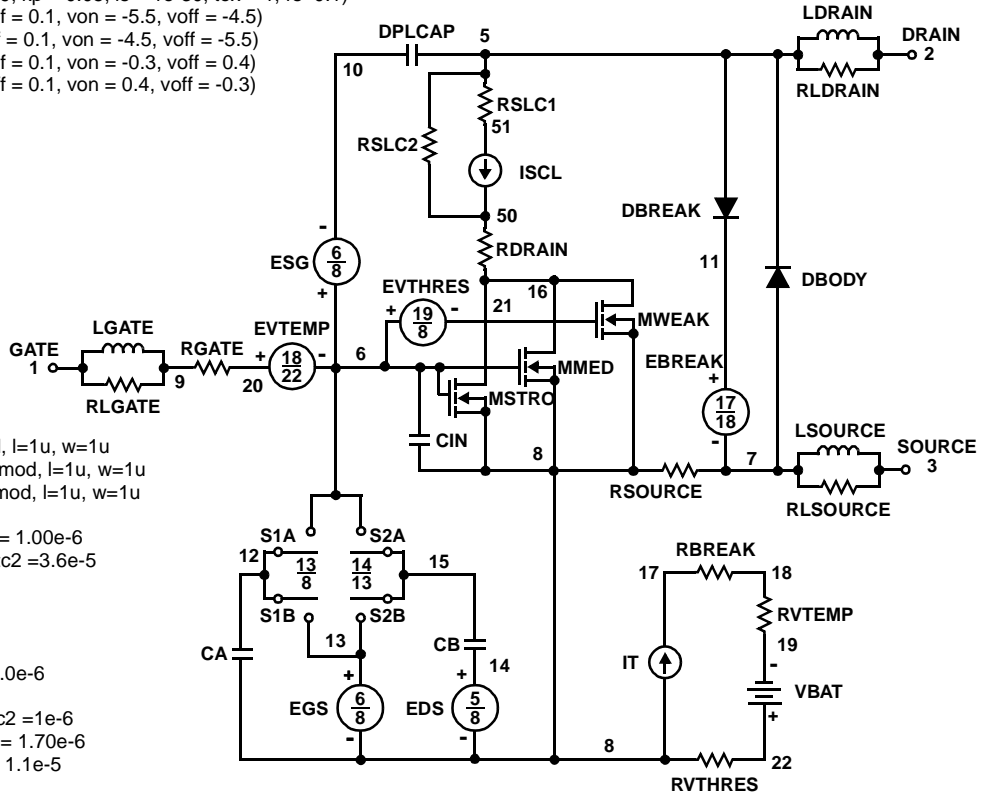 f = 0.1, von = -5.5, voff = -4.5)
f = 0.1, von = -4.5, voff = -5.5)
f = 0.1, von = -0.3, voff = 0.4)
f = 0.1, von = 0.4, voff = -0.3)
DPLCAP
5
LDRAIN
DRAIN
2
10
RLDRAIN
RSLC1
51
RSLC2
ISCL
50
DBREAK
RDRAIN
-
ESG
6
8
+
11
DBODY
EVTHRES
16
21
+
19
8
-
MWEAK
LGATE
EVTEMP
GATE
1
RGATE
+
18
22
-
6
EBREAK
MMED
+
9
20
RLGATE
MSTRO
17
18
-
LSOURCE
SOURCE
3
CIN
8
7
RSOURCE
RLSOURCE
l, l=1u, w=1u
mod, l=1u, w=1u
mod, l=1u, w=1u
= 1.00e-6
c2 =3.6e-5
S1A
S2A
12
13
8
14
13
15
RBREAK
17
18
S1B
S2B
RVTEMP
13
CB
19
CA
14
IT
-
VBAT
+
.0e-6
+
EGS
6
8
-
+
EDS
5
8
-
c2 =1e-6
= 1.70e-6
1.1e-5
8
22
RVTHRES